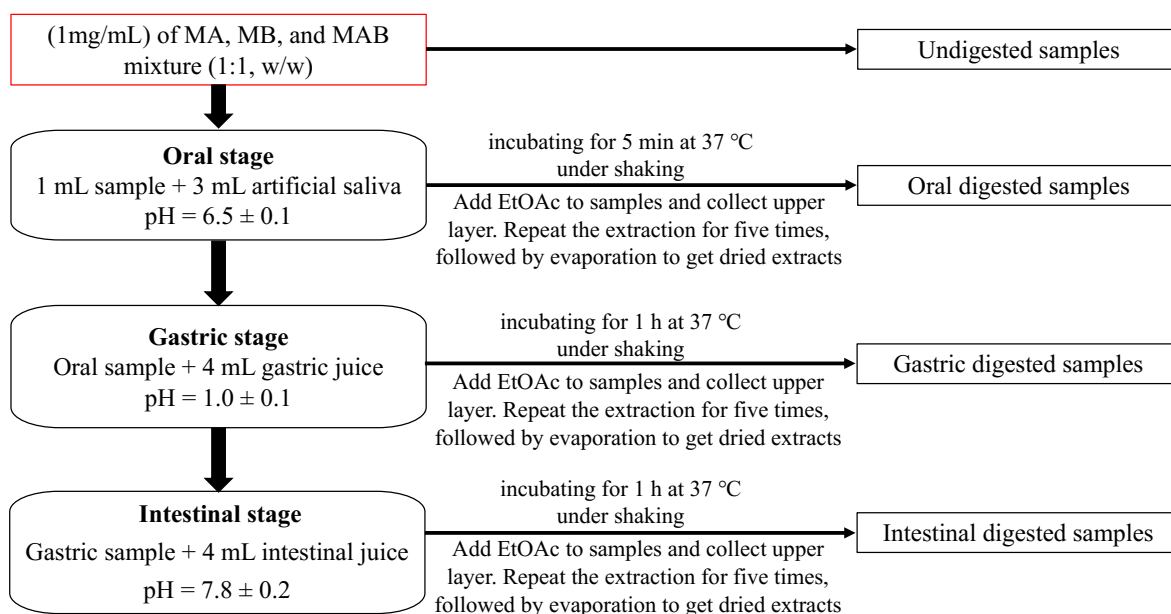 (1mg/mL) of MA, MB, and MAB
mixture (1:1, w/w)
Undigested samples
Oral stage
1 mL sample + 3 mL artificial saliva
pH = 6.5 ± 0.1
incubating for 5 min at 37 ℃
under shaking
Add EtOAc to samples and collect upper
layer. Repeat the extraction for five times,
followed by evaporation to get dried extracts
Oral digested samples
Gastric stage
Oral sample + 4 mL gastric juice
pH = 1.0 ± 0.1
incubating for 1 h at 37 ℃
under shaking
Add EtOAc to samples and collect upper
layer. Repeat the extraction for five times,
followed by evaporation to get dried extracts
Gastric digested samples
Intestinal stage
Gastric sample + 4 mL intestinal juice
pH = 7.8 ± 0.2
incubating for 1 h at 37 ℃
under shaking
Add EtOAc to samples and collect upper
layer. Repeat the extraction for five times,
followed by evaporation to get dried extracts
Intestinal digested samples